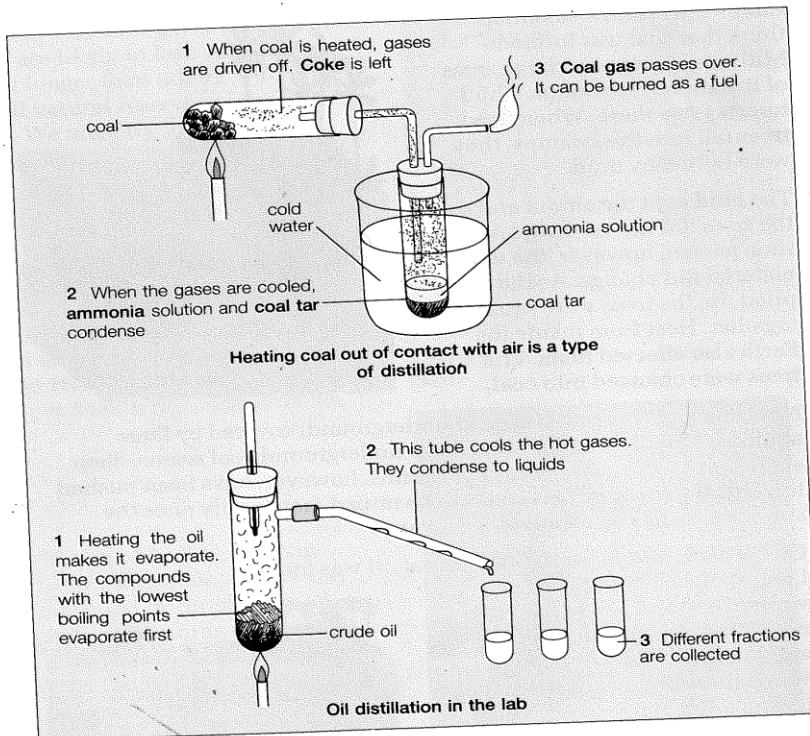 1 When coal is heated, gases
are driven off. Coke is left
3 Coal gas passes over.
It can be burned as a fuel
coal
cold
water
ammonia solution
2 When the gases are cooled,
ammonia solution and coal tar
condense
coal tar
Heating coal out of contact with air is a type
of distillation
2 This tube cools the hot gases.
They condense to liquids
1 Heating the oil
makes it evaporate.
The compounds
with the lowest
boiling points
evaporate first
crude oil
3 Different fractions
are collected
Oil distillation in the lab